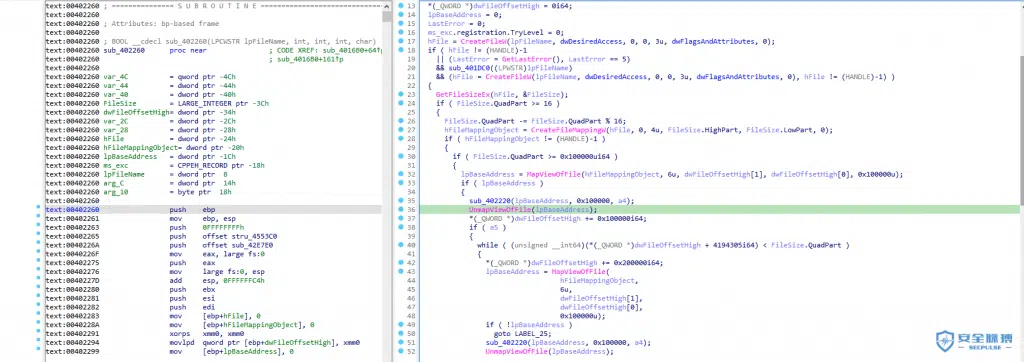 text:00402260 ; =============== S U B R O U T I N E =======================================
text:00402260
text:00402260 ; Attributes: bp-based frame
text:00402260
text:00402260 ; BOOL __cdecl sub_402260(LPCWSTR lpFileName, int, int, int, char)
text:00402260 sub_402260 proc near ; CODE XREF: sub_4016B0+64↑p
text:00402260 ; sub_4016B0+161↑p
text:00402260
text:00402260 var_4C = qword ptr -4Ch
text:00402260 var_44 = dword ptr -44h
text:00402260 var_40 = dword ptr -40h
text:00402260 FileSize = LARGE_INTEGER ptr -3Ch
text:00402260 dwFileOffsetHigh= dword ptr -34h
text:00402260 var_2C = dword ptr -2Ch
text:00402260 var_28 = dword ptr -28h
text:00402260 hFile = dword ptr -24h
text:00402260 hFileMappingObject= dword ptr -20h
text:00402260 lpBaseAddress = dword ptr -1Ch
text:00402260 ms_exc = CPPEH_RECORD ptr -18h
text:00402260 lpFileName = dword ptr 8
text:00402260 arg_C = dword ptr 14h
text:00402260 arg_10 = byte ptr 18h
text:00402260
text:00402260 push ebp
text:00402261 mov ebp, esp
text:00402263 push 0FFFFFFFFh
text:00402265 push offset stru_4553C0
text:0040226A push offset sub_42E7E0
text:0040226F mov eax, large fs:0
text:00402275 push eax
text:00402276 mov large fs:0, esp
text:0040227D add esp, 0FFFFFFC4h
text:00402280 push ebx
text:00402281 push esi
text:00402282 push edi
text:00402283 mov [ebp+hFile], 0
text:0040228A mov [ebp+hFileMappingObject], 0
text:00402291 xorps xmm0, xmm0
text:00402294 movlpd qword ptr [ebp+dwFileOffsetHigh], xmm0
text:00402299 mov [ebp+lpBaseAddress], 0
13 *(_QWORD *)dwFileOffsetHigh = 0i64;
14 lpBaseAddress = 0;
15 LastError = 0;
16 ms_exc.registration.TryLevel = 0;
17 hFile = CreateFileW(lpFileName, dwDesiredAccess, 0, 0, 3u, dwFlagsAndAttributes, 0);
18 if ( hFile != (HANDLE)-1
19 || (LastError = GetLastError(), LastError == 5)
20 && sub_401DC0((LPWSTR)lpFileName)
21 && (hFile = CreateFileW(lpFileName, dwDesiredAccess, 0, 0, 3u, dwFlagsAndAttributes, 0), hFile != (HANDLE)-1) )
22 {
23 GetFileSizeEx(hFile, &FileSize);
24 if ( FileSize.QuadPart >= 16 )
25 {
26 FileSize.QuadPart -= FileSize.QuadPart % 16;
27 hFileMappingObject = CreateFileMappingW(hFile, 0, 4u, FileSize.HighPart, FileSize.LowPart, 0);
28 if ( hFileMappingObject != (HANDLE)-1 )
29 {
30 if ( FileSize.QuadPart >= 0x100000ui64 )
31 {
32 lpBaseAddress = MapViewOfFile(hFileMappingObject, 6u, dwFileOffsetHigh[1], dwFileOffsetHigh[0], 0x100000u);
33 if ( lpBaseAddress )
34 {
35 sub_402220(lpBaseAddress, 0x100000, a4);
36 UnmapViewOfFile(lpBaseAddress);
37 *(_QWORD *)dwFileOffsetHigh += 0x100000i64;
38 if ( a5 )
39 {
40 while ( (unsigned __int64)(*(_QWORD *)dwFileOffsetHigh + 4194305i64) < FileSize.QuadPart )
41 {
42 *(_QWORD *)dwFileOffsetHigh += 0x200000i64;
43 lpBaseAddress = MapViewOfFile(
44 hFileMappingObject,
45 6u,
46 dwFileOffsetHigh[1],
47 dwFileOffsetHigh[0],
48 0x100000u);
49 if ( !lpBaseAddress )
50 goto LABEL_25;
51 sub_402220(lpBaseAddress, 0x100000, a4);
52 UnmapViewOfFile(lpBaseAddress);
安全脉搏
SECPULSE